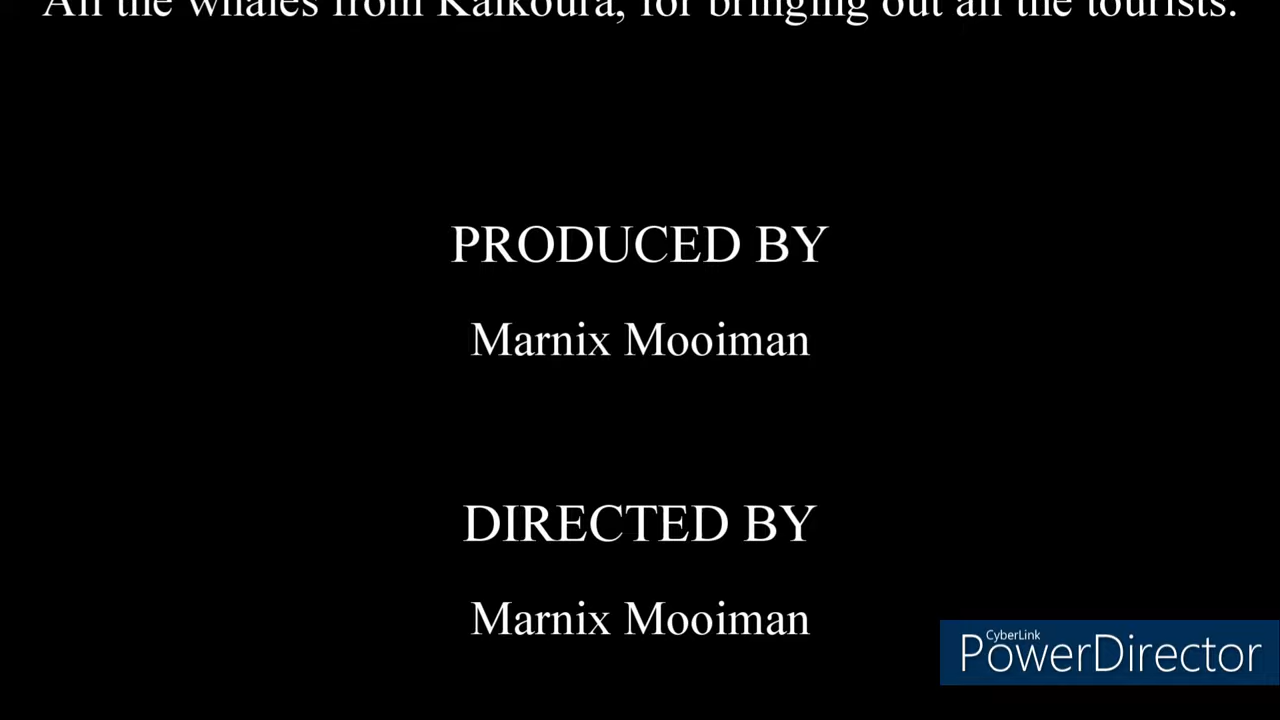 All the whales from Kaikoura, for bringing out all the tourists.
PRODUCED BY
Marnix Mooiman
DIRECTED BY
Marnix Mooiman
CyberLink
PowerDirector